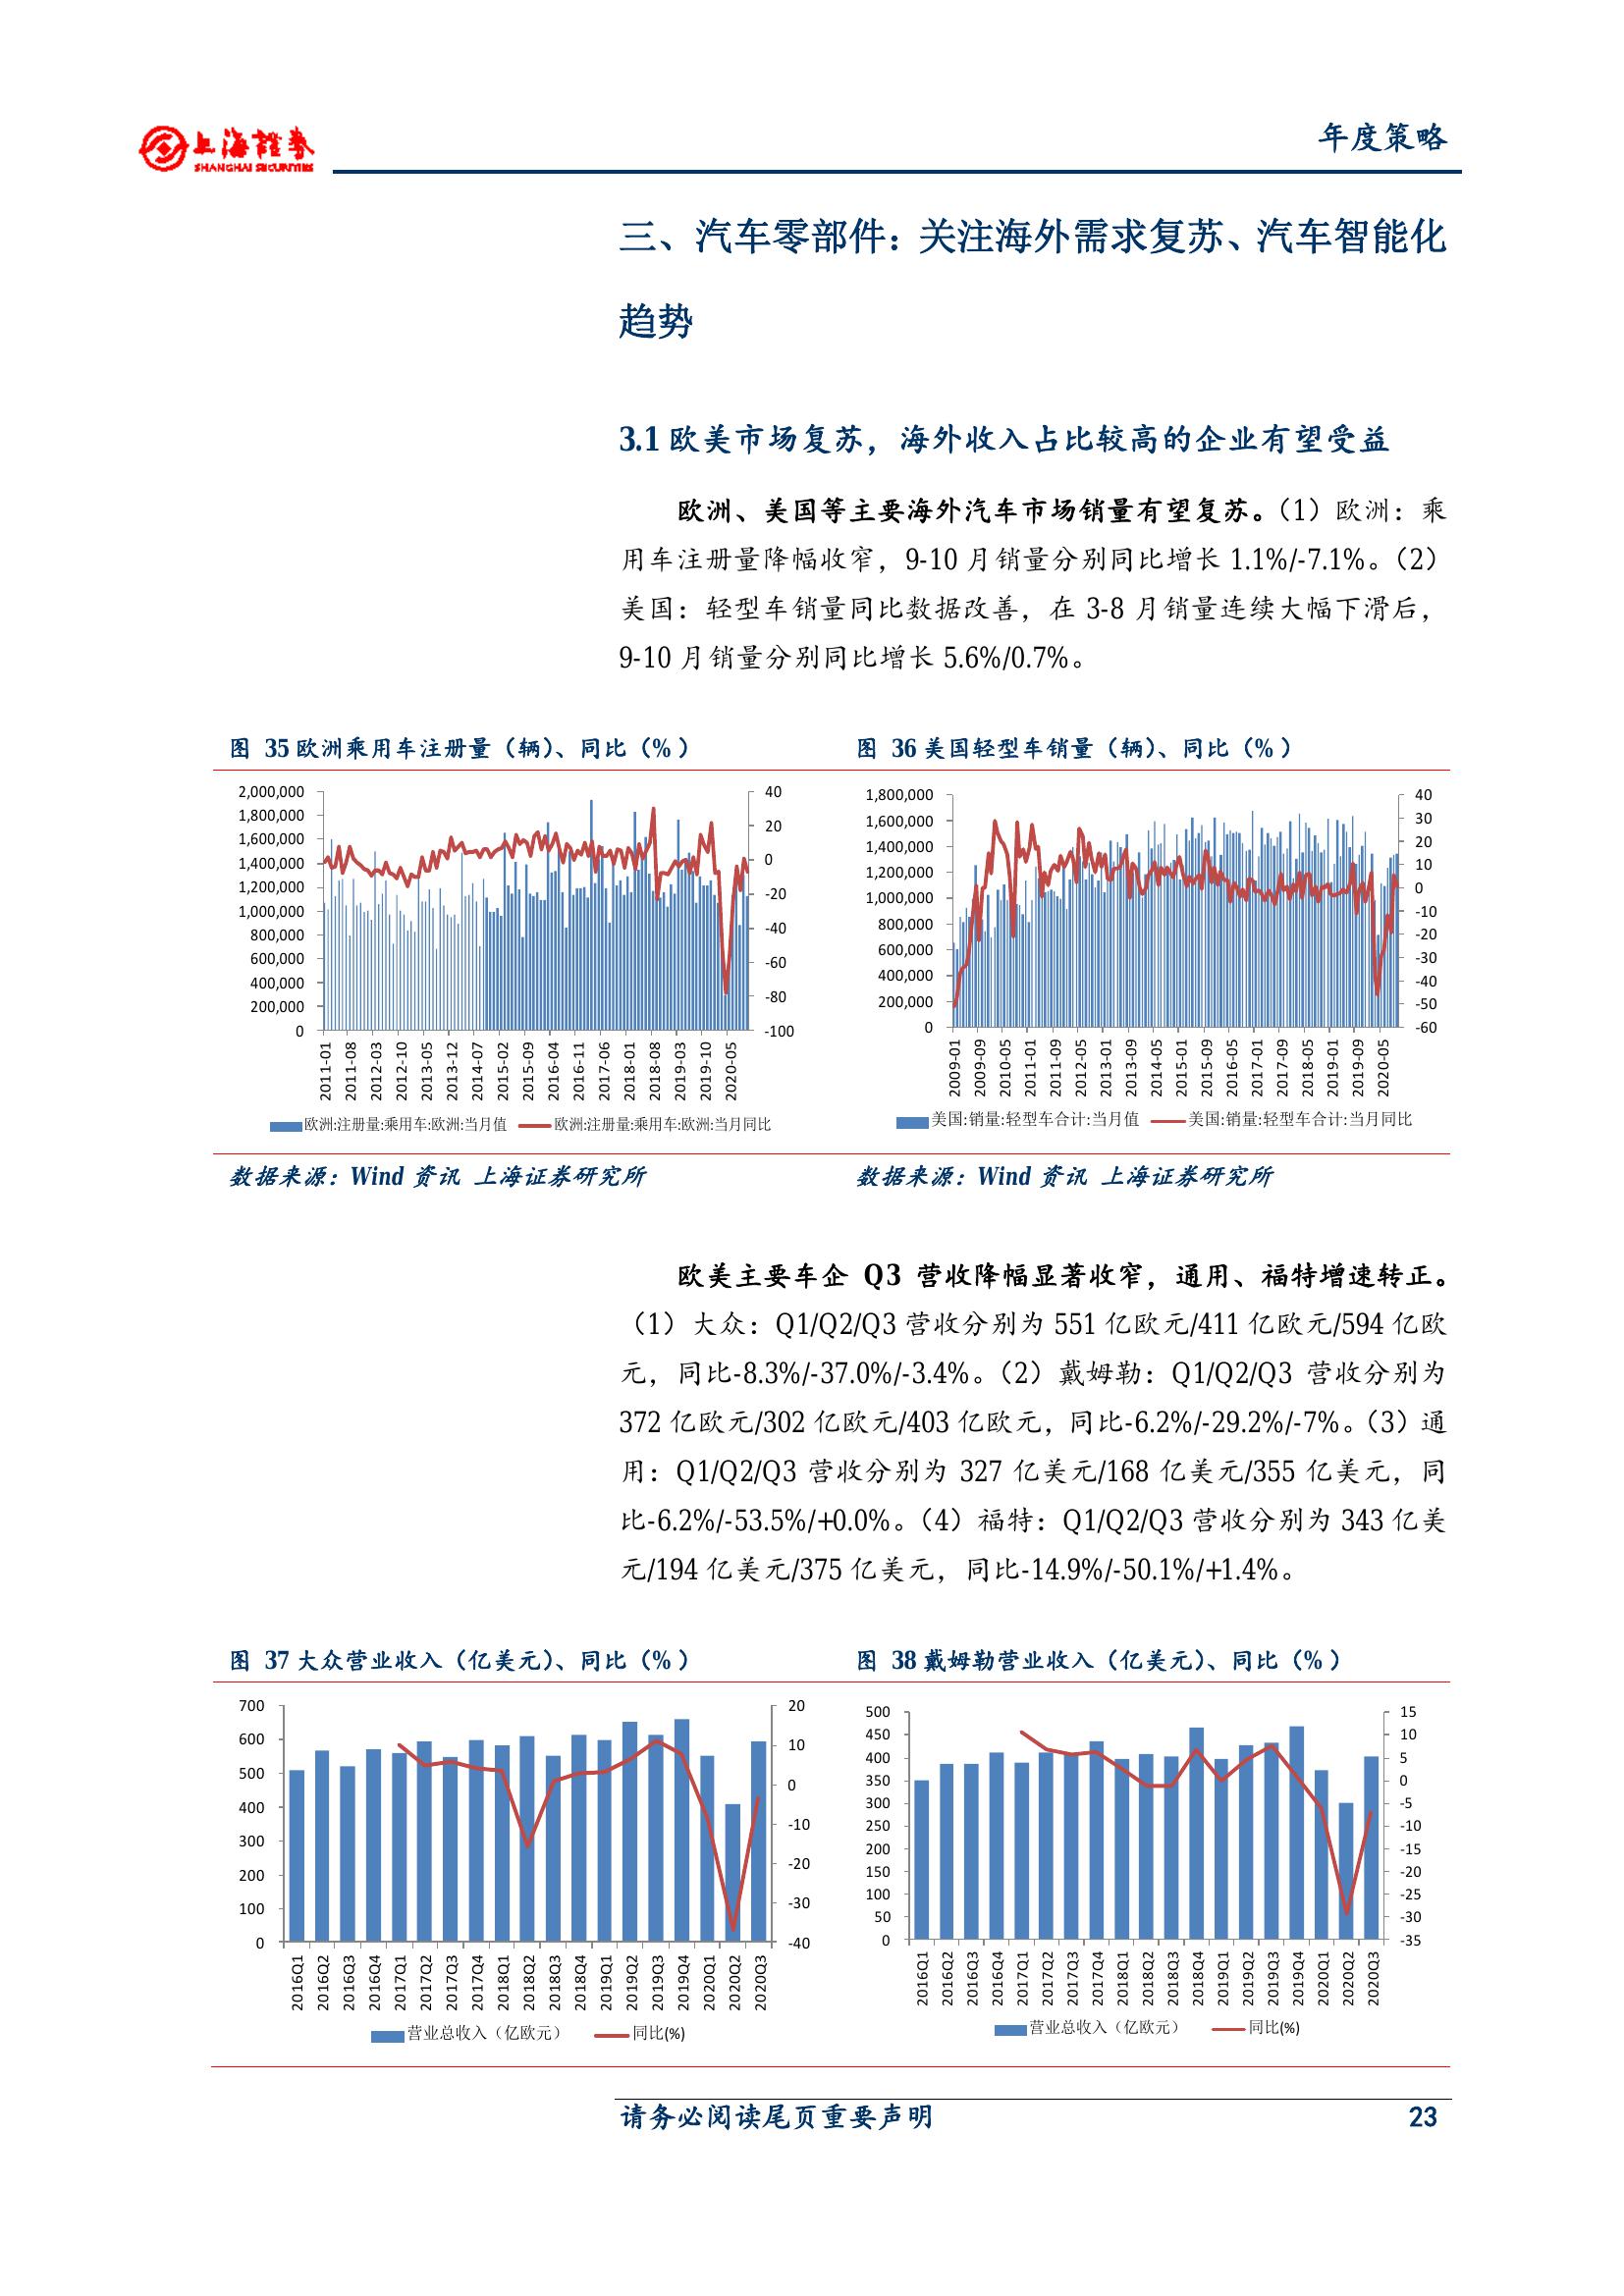 上海證券
SHANGHAI SECURITIES
年度策略
三、汽车零部件：关注海外需求复苏、汽车智能化
趋势
3.1 欧美市场复苏，海外收入占比较高的企业有望受益
欧洲、美国等主要海外汽车市场销量有望复苏。（1）欧洲：乘
用车注册量降幅收窄，9-10 月销量分别同比增长 1.1%/-7.1%。（2）
美国：轻型车销量同比数据改善，在 3-8 月销量连续大幅下滑后，
9-10 月销量分别同比增长 5.6%/0.7%。
图 35 欧洲乘用车注册量（辆）、同比（%）
2,000,000
1,800,000
1,600,000
1,400,000
1,200,000
1,000,000
800,000
600,000
400,000
200,000
0
40
20
0
-20
-40
-60
-80
-100
2011-01
2011-08
2012-03
2012-10
2013-05
2013-12
2014-07
2015-02
2015-09
2016-04
2016-11
2017-06
2018-01
2018-08
2019-03
2019-10
2020-05
欧洲:注册量:乘用车:欧洲:当月值 欧洲:注册量:乘用车:欧洲:当月同比
数据来源：Wind 资讯 上海证券研究所
图 36 美国轻型车销量（辆）、同比（%）
1,800,000
1,600,000
1,400,000
1,200,000
1,000,000
800,000
600,000
400,000
200,000
0
40
30
20
10
0
-10
-20
-30
-40
-50
-60
2009-01
2009-09
2010-05
2011-01
2011-09
2012-05
2013-01
2013-09
2014-05
2015-01
2015-09
2016-05
2017-01
2017-09
2018-05
2019-01
2019-09
2020-05
美国:销量:轻型车合计:当月值 美国:销量:轻型车合计:当月同比
数据来源：Wind 资讯 上海证券研究所
欧美主要车企 Q3 营收降幅显著收窄，通用、福特增速转正。
（1）大众：Q1/Q2/Q3 营收分别为 551 亿欧元/411 亿欧元/594 亿欧
元，同比-8.3%/-37.0%/-3.4%。（2）戴姆勒：Q1/Q2/Q3 营收分别为
372 亿欧元/302 亿欧元/403 亿欧元，同比-6.2%/-29.2%/-7%。（3）通
用：Q1/Q2/Q3 营收分别为 327 亿美元/168 亿美元/355 亿美元，同
比-6.2%/-53.5%/+0.0%。（4）福特：Q1/Q2/Q3 营收分别为 343 亿美
元/194 亿美元/375 亿美元，同比-14.9%/-50.1%/+1.4%。
图 37 大众营业收入（亿美元）、同比（%）
700
600
500
400
300
200
100
0
20
10
0
-10
-20
-30
-40
2016Q1
2016Q2
2016Q3
2016Q4
2017Q1
2017Q2
2017Q3
2017Q4
2018Q1
2018Q2
2018Q3
2018Q4
2019Q1
2019Q2
2019Q3
2019Q4
2020Q1
2020Q2
2020Q3
营业总收入（亿欧元） 同比(%)
图 38 戴姆勒营业收入（亿美元）、同比（%）
500
450
400
350
300
250
200
150
100
50
0
15
10
5
0
-5
-10
-15
-20
-25
-30
-35
2016Q1
2016Q2
2016Q3
2016Q4
2017Q1
2017Q2
2017Q3
2017Q4
2018Q1
2018Q2
2018Q3
2018Q4
2019Q1
2019Q2
2019Q3
2019Q4
2020Q1
2020Q2
2020Q3
营业总收入（亿欧元） 同比(%)
请务必阅读尾页重要声明 23